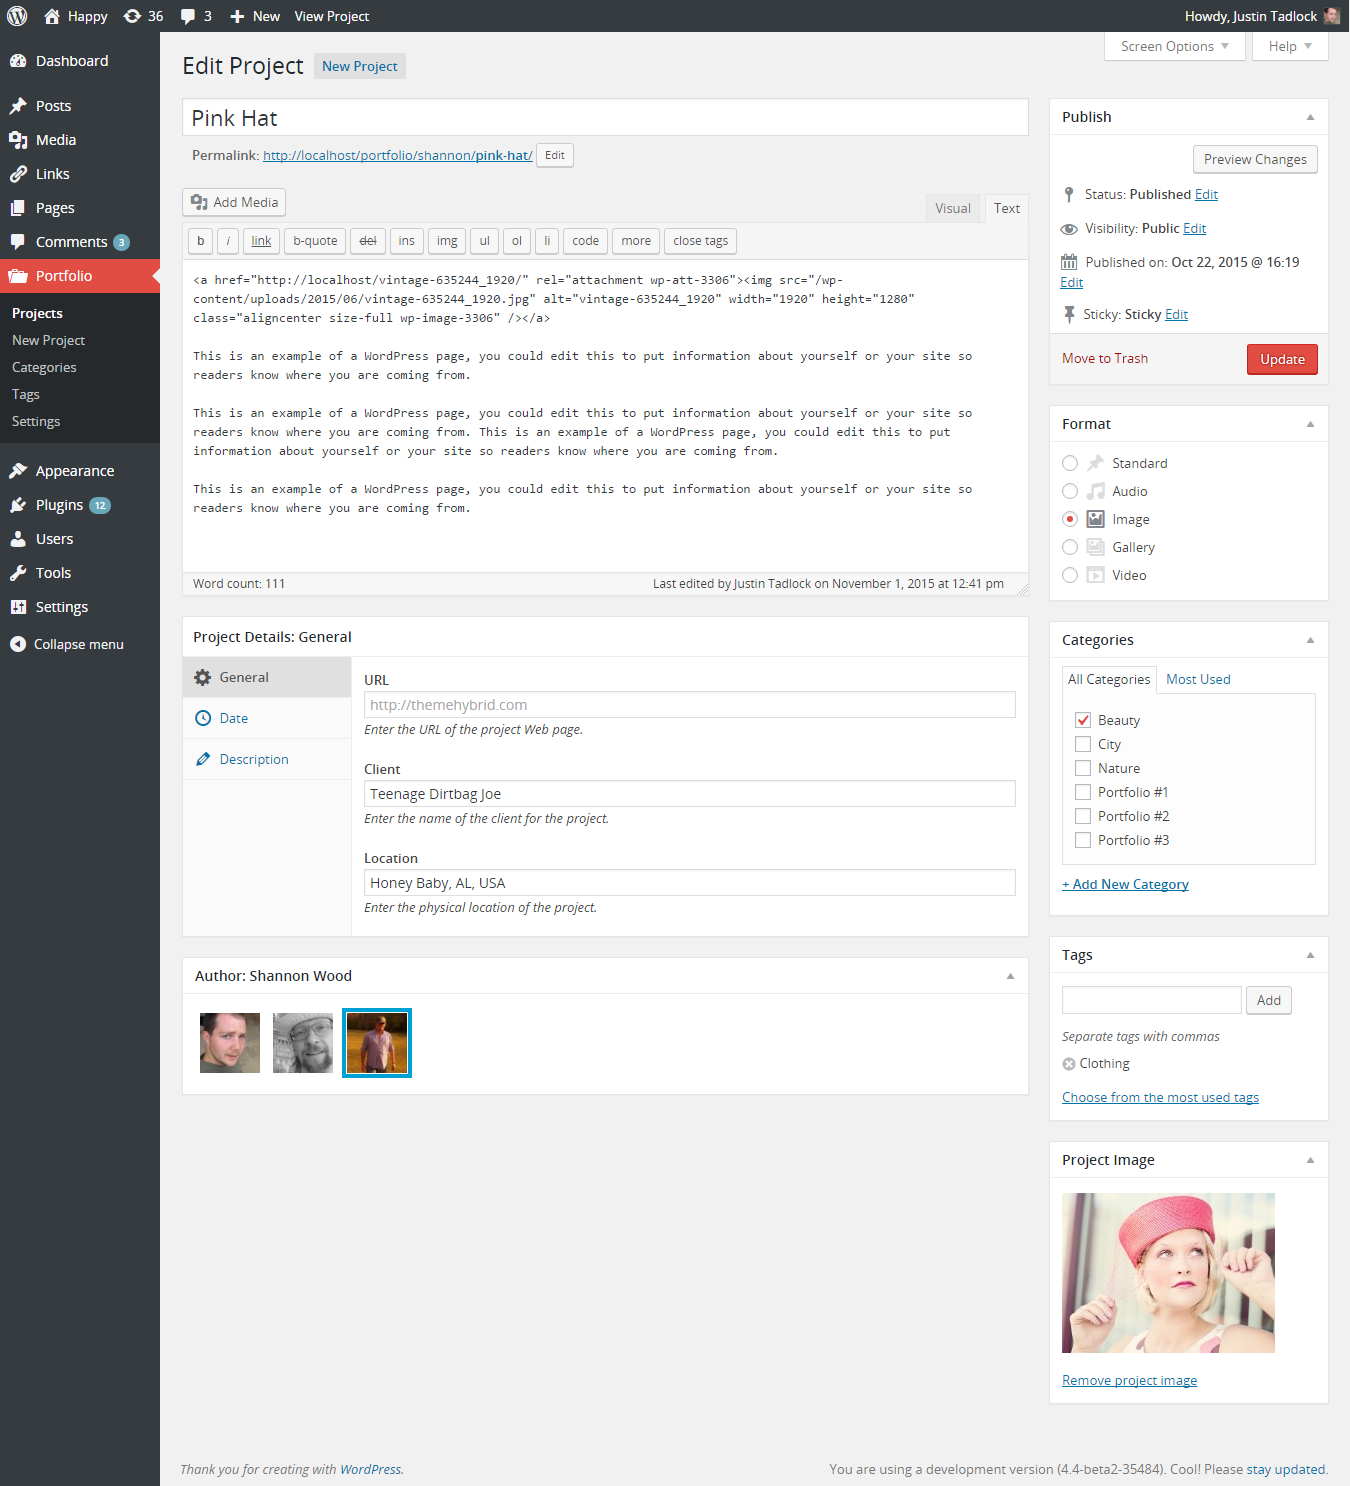 Happy 36 3 New View Project Howdy, Justin Tadlock
Screen Options Help
Dashboard
Posts
Media
Links
Pages
Comments 3
Portfolio
Projects
New Project
Categories
Tags
Settings
Appearance
Plugins 12
Users
Tools
Settings
Collapse menu
Edit Project New Project
Pink Hat
Permalink: http://localhost/portfolio/shannon/pink-hat/ Edit
Add Media
Visual Text
b i link b-quote del ins img ul ol li code more close tags
<a href="http://localhost/vintage-635244_1920/" rel="attachment wp-att-3306"><img src="/wp-
content/uploads/2015/06/vintage-635244_1920.jpg" alt="vintage-635244_1920" width="1920" height="1280"
class="aligncenter size-full wp-image-3306" /></a>
This is an example of a WordPress page, you could edit this to put information about yourself or your site so
readers know where you are coming from.
This is an example of a WordPress page, you could edit this to put information about yourself or your site so
readers know where you are coming from. This is an example of a WordPress page, you could edit this to put
information about yourself or your site so readers know where you are coming from.
This is an example of a WordPress page, you could edit this to put information about yourself or your site so
readers know where you are coming from.
Word count: 111 Last edited by Justin Tadlock on November 1, 2015 at 12:41 pm
Project Details: General
General
Date
Description
URL
http://themehybrid.com
Enter the URL of the project Web page.
Client
Teenage Dirtbag Joe
Enter the name of the client for the project.
Location
Honey Baby, AL, USA
Enter the physical location of the project.
Author: Shannon Wood
Publish
Preview Changes
Status: Published Edit
Visibility: Public Edit
Published on: Oct 22, 2015 @ 16:19
Edit
Sticky: Sticky Edit
Move to Trash Update
Format
Standard
Audio
Image
Gallery
Video
Categories
All Categories Most Used
Beauty
City
Nature
Portfolio #1
Portfolio #2
Portfolio #3
+ Add New Category
Tags
Add
Separate tags with commas
Clothing
Choose from the most used tags
Project Image
Remove project image
Thank you for creating with WordPress. You are using a development version (4.4-beta2-35484). Cool! Please stay updated.